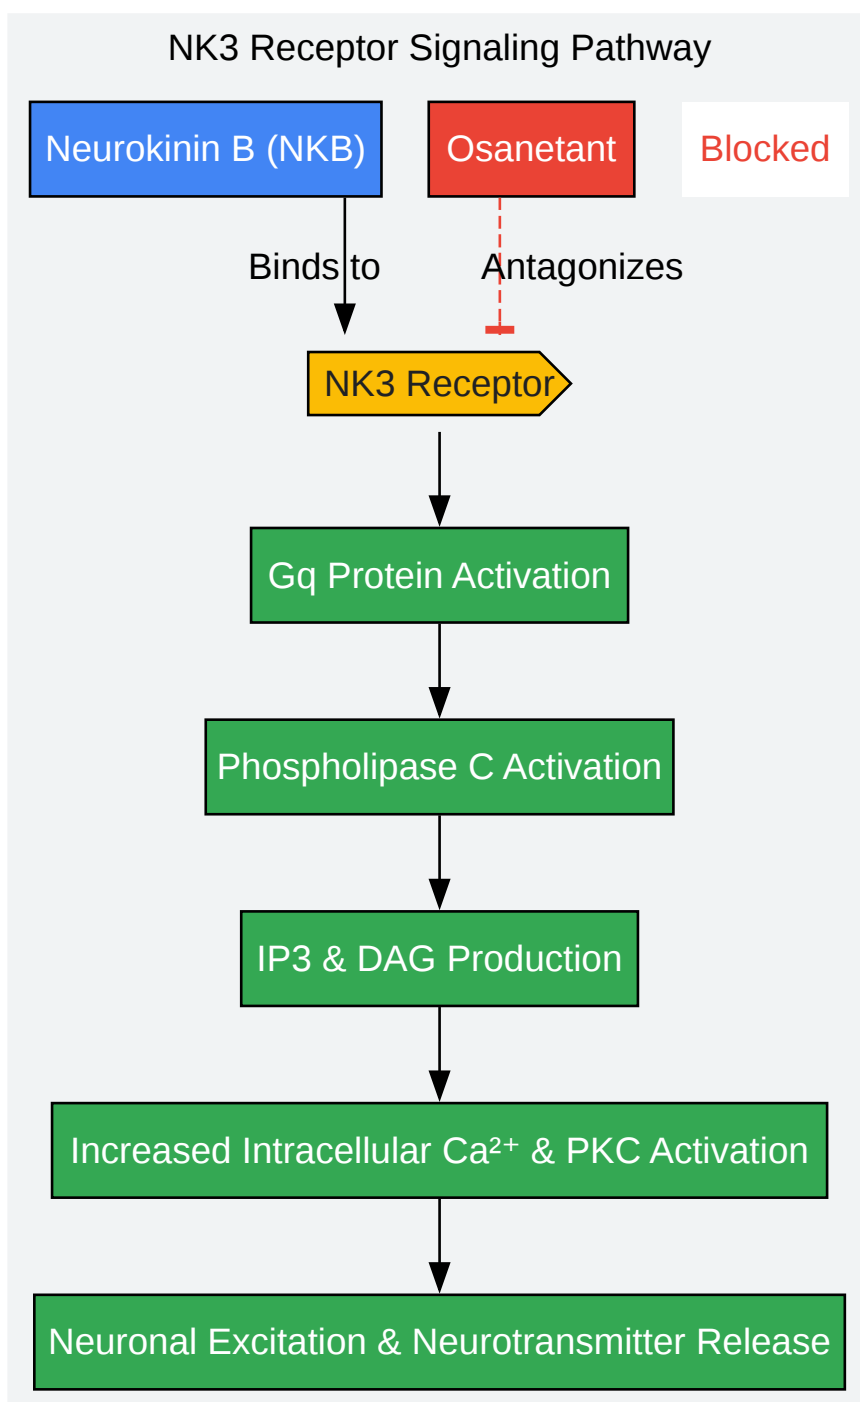 NK3 Receptor Signaling Pathway
Neurokinin B (NKB)
Osanetant
Blocked
Binds to
Antagonizes
NK3 Receptor
Gq Protein Activation
Phospholipase C Activation
IP3 & DAG Production
Increased Intracellular Ca²⁺ & PKC Activation
Neuronal Excitation & Neurotransmitter Release